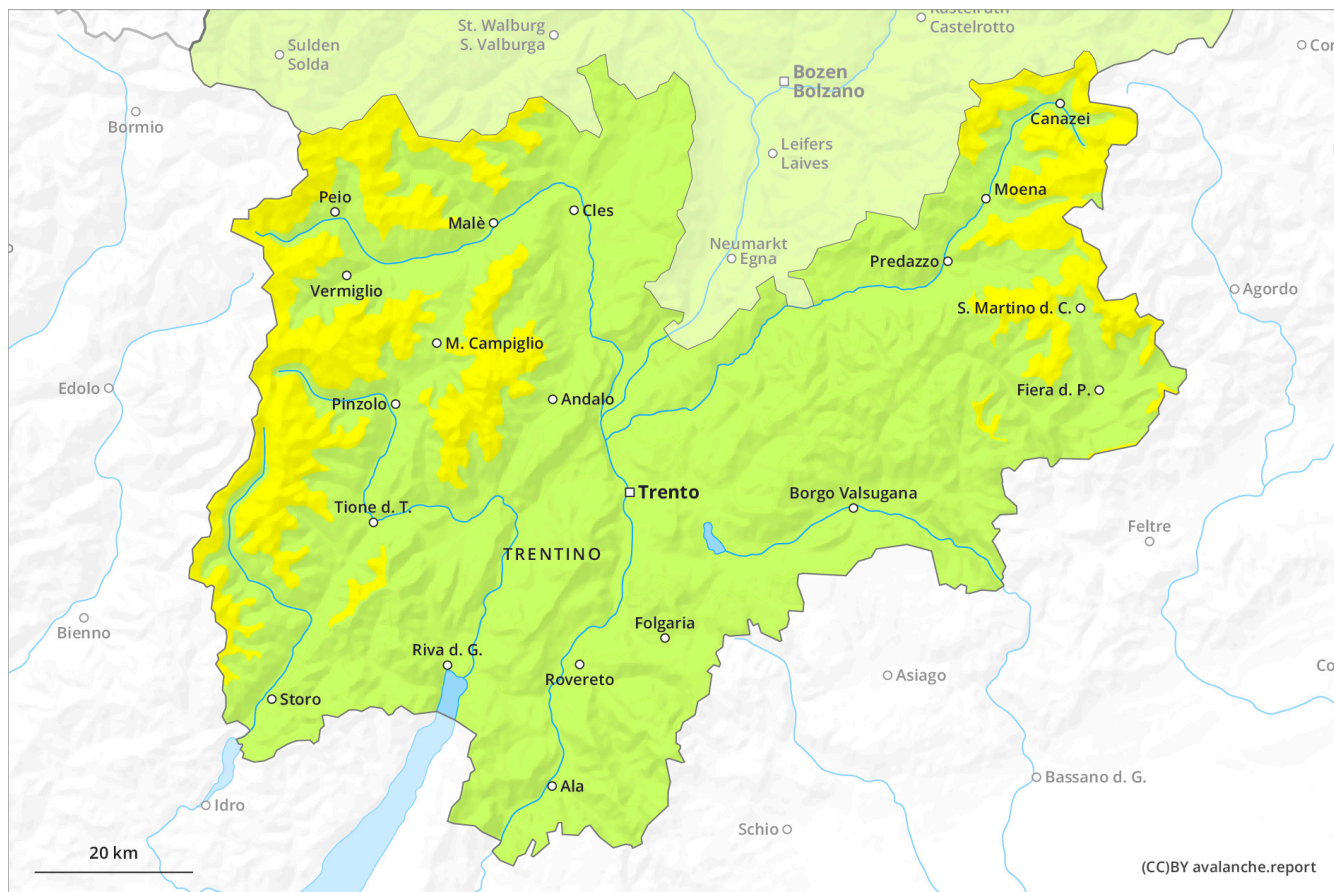 Kastelruth
Castelrotto
St. Walburg
S. Valburga
Sulden
Solda
Cor
Bozen
Bolzano
Bormio
Canazei
Leifers
Laives
Moena
Peio
Malè
Cles
Neumarkt
Egna
Predazzo
Vermiglio
Agordo
S. Martino d. C.
M. Campiglio
Edolo
Pinzolo
Andalo
Fiera d. P.
Trento
Borgo Valsugana
Tione d. T.
Feltre
TRENTINO
Bienno
Folgaria
Riva d. G.
Rovereto
Asiago
Co
Storo
Bassano d. G.
Ala
Idro
Schio
20 km
(CC)BY avalanche.report